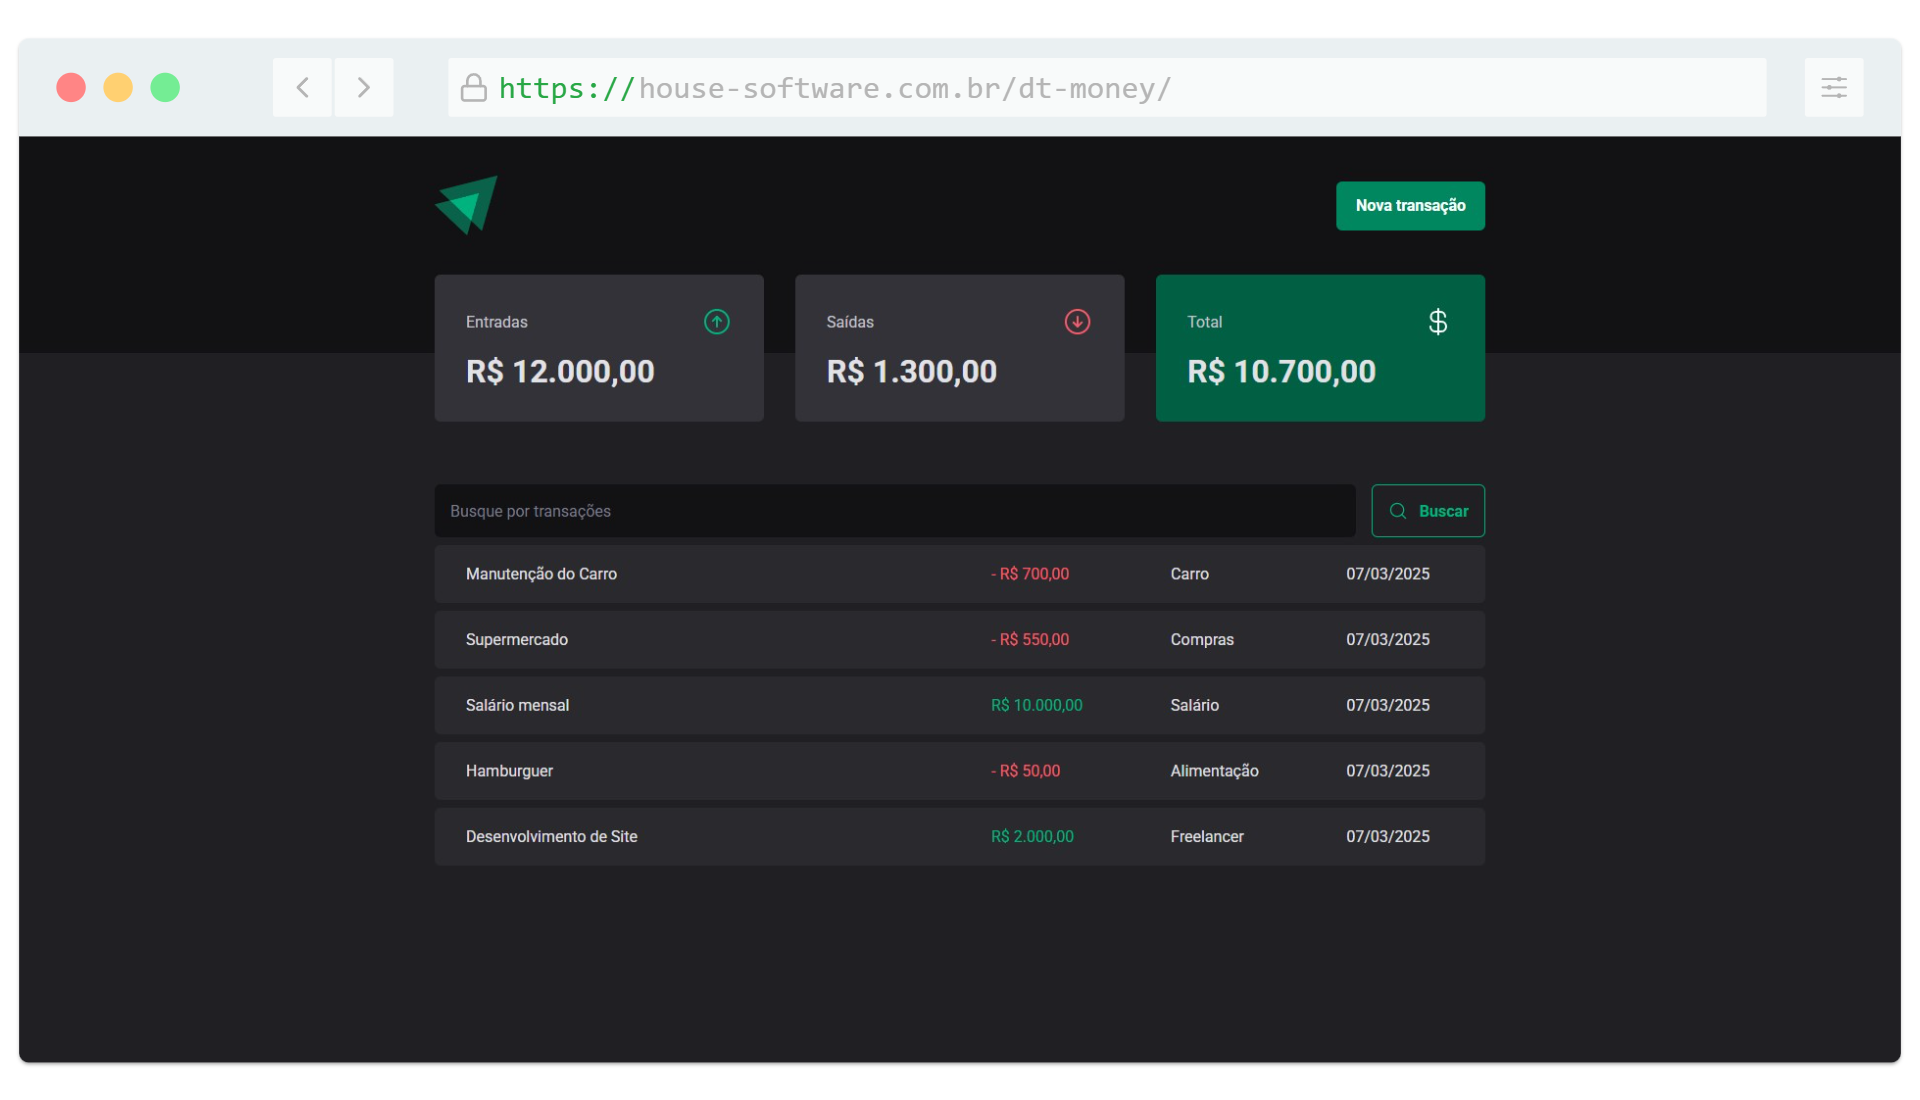 https://house-software.com.br/dt-money/
Nova transação
Entradas
R$ 12.000,00
Saídas
R$ 1.300,00
Total
$
R$ 10.700,00
Busque por transações
Buscar
Manutenção do Carro - R$ 700,00 Carro 07/03/2025
Supermercado - R$ 550,00 Compras 07/03/2025
Salário mensal R$ 10.000,00 Salário 07/03/2025
Hamburguer - R$ 50,00 Alimentação 07/03/2025
Desenvolvimento de Site R$ 2.000,00 Freelancer 07/03/2025